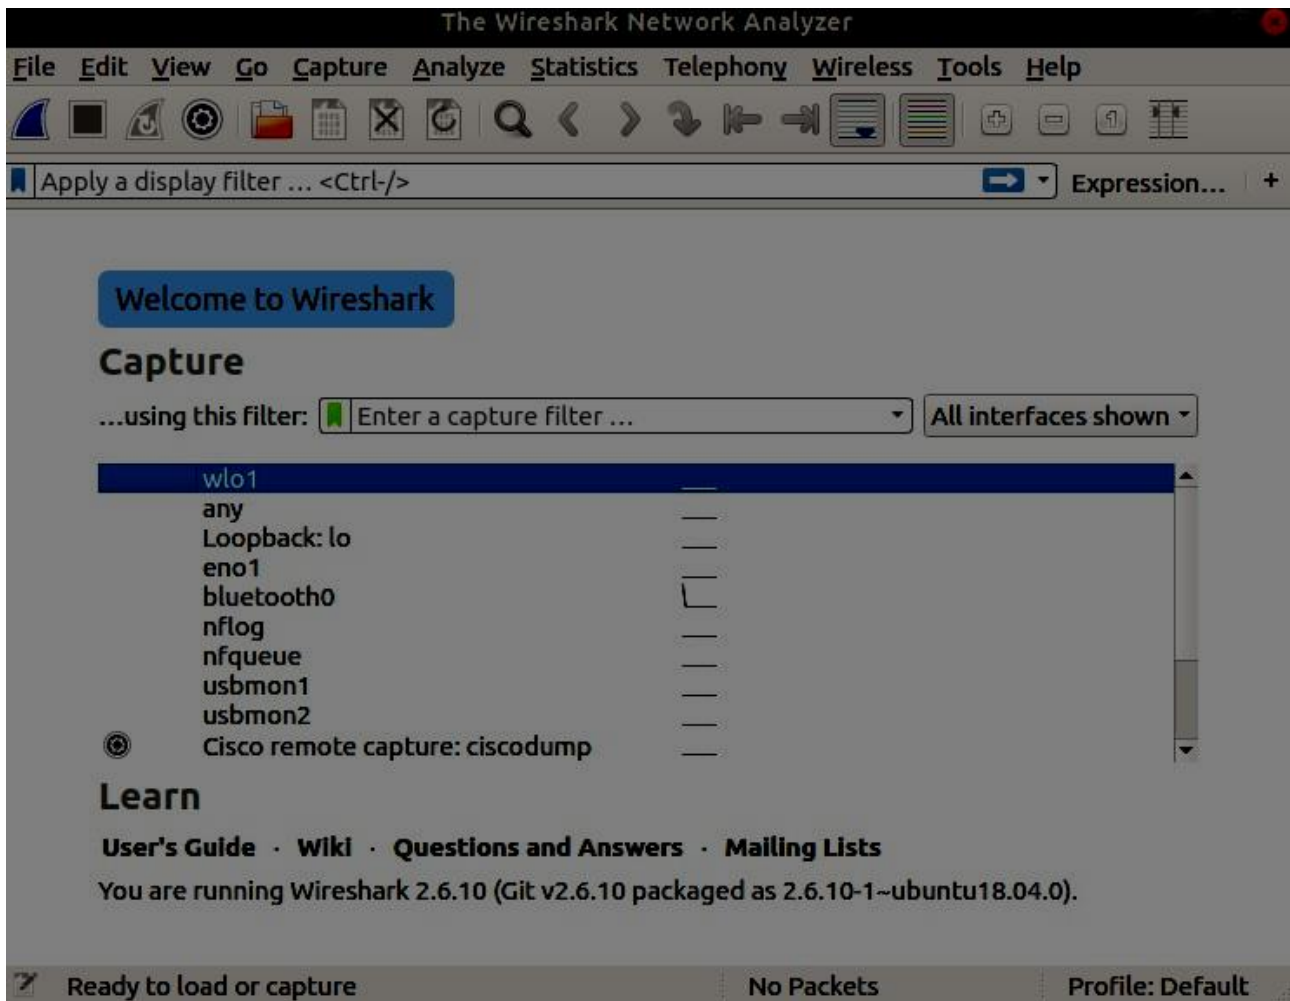 The Wireshark Network Analyzer
File Edit View Go Capture Analyze Statistics Telephony Wireless Tools Help
Apply a display filter ... <Ctrl-/> Expression... +
Welcome to Wireshark
Capture
...using this filter: Enter a capture filter ... All interfaces shown
wlo1
any
Loopback: lo
eno1
bluetooth0
nflog
nfqueue
usbmon1
usbmon2
Cisco remote capture: ciscodump
Learn
User's Guide · Wiki · Questions and Answers · Mailing Lists
You are running Wireshark 2.6.10 (Git v2.6.10 packaged as 2.6.10-1~ubuntu18.04.0).
Ready to load or capture No Packets Profile: Default